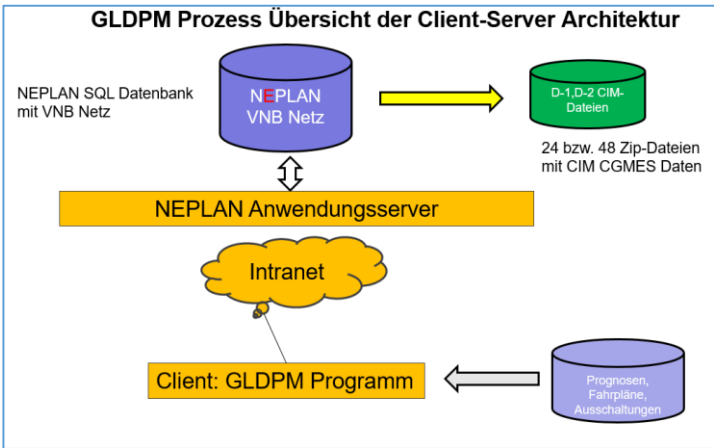 GLDPM Prozess Übersicht der Client-Server Architektur
NEPLAN SQL Datenbank
mit VNB Netz
NEPLAN
VNB Netz
D-1,D-2 CIM-
Dateien
24 bzw. 48 Zip-Dateien
mit CIM CGMES Daten
NEPLAN Anwendungsserver
Intranet
Client: GLDPM Programm
Prognosen,
Fahrpläne,
Ausschaltungen